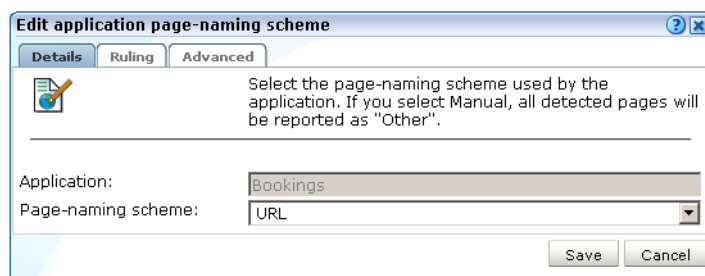 Edit application page-naming scheme
Details Ruling Advanced
Select the page-naming scheme used by the
application. If you select Manual, all detected pages will
be reported as "Other".
Application: Bookings
Page-naming scheme: URL
Save Cancel